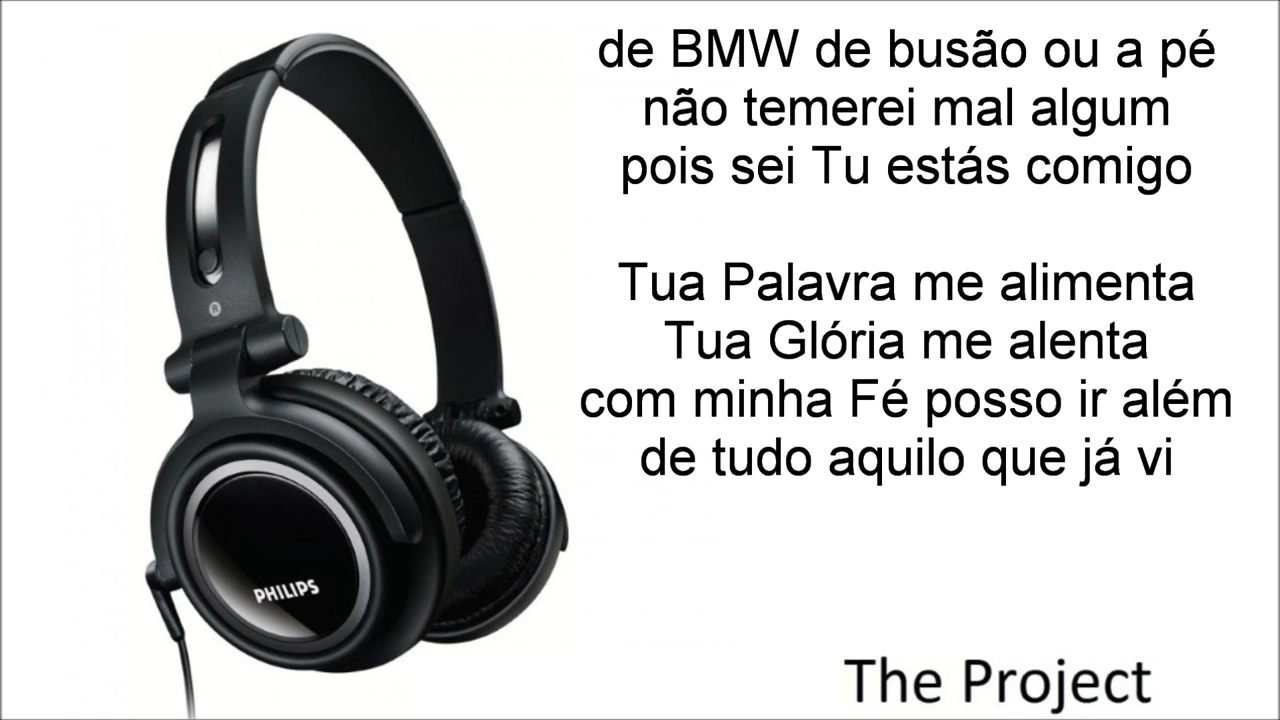 de BMW de busão ou a pé
não temerei mal algum
pois sei Tu estás comigo
Tua Palavra me alimenta
Tua Glória me alenta
com minha Fé posso ir além
de tudo aquilo que já vi
®
PHILIPS
The Project